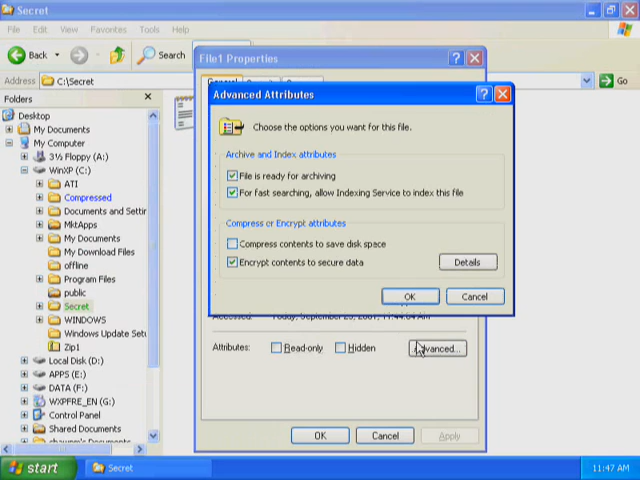 Secret
File Edit View Favorites Tools Help
Back Search
Address C:\Secret Go
Folders
Desktop
My Documents
My Computer
3½ Floppy (A:)
WinXP (C:)
ATI
Compressed
Documents and Settin
MktApps
My Documents
My Download Files
offline
Program Files
public
Secret
WINDOWS
Windows Update Setu
Zip1
Local Disk (D:)
APPS (E:)
DATA (F:)
WXPFRE_EN (G:)
Control Panel
Shared Documents
File1 Properties
General
Advanced Attributes
Choose the options you want for this file.
Archive and Index attributes
File is ready for archiving
For fast searching, allow Indexing Service to index this file
Compress or Encrypt attributes
Compress contents to save disk space
Encrypt contents to secure data
Details
OK Cancel
Attributes: Read-only Hidden Advanced...
OK Cancel Apply
start Secret 11:47 AM